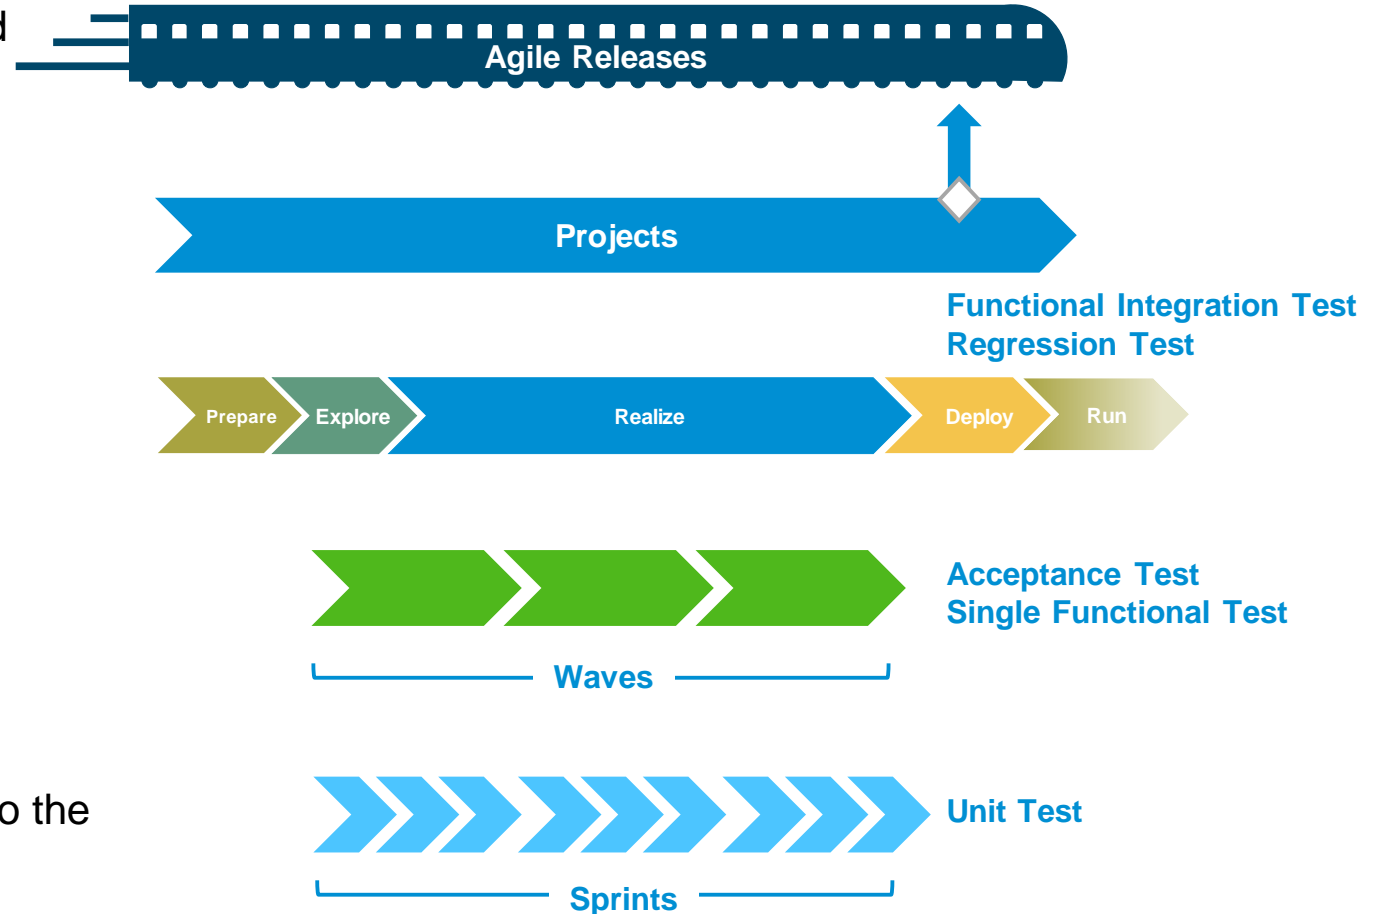 d
Agile Releases
Projects
Functional Integration Test
Regression Test
Prepare
Explore
Realize
Deploy
Run
Acceptance Test
Single Functional Test
Waves
o the
Unit Test
Sprints